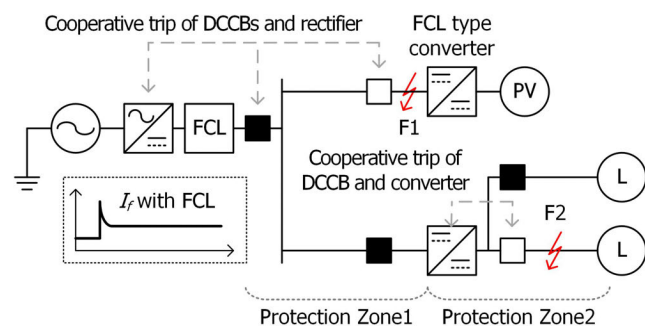 Cooperative trip of DCCBs and rectifier
FCL type
converter
FCL
PV
F1
Cooperative trip of
DCCB and converter
L
If with FCL
F2
L
Protection Zone1
Protection Zone2